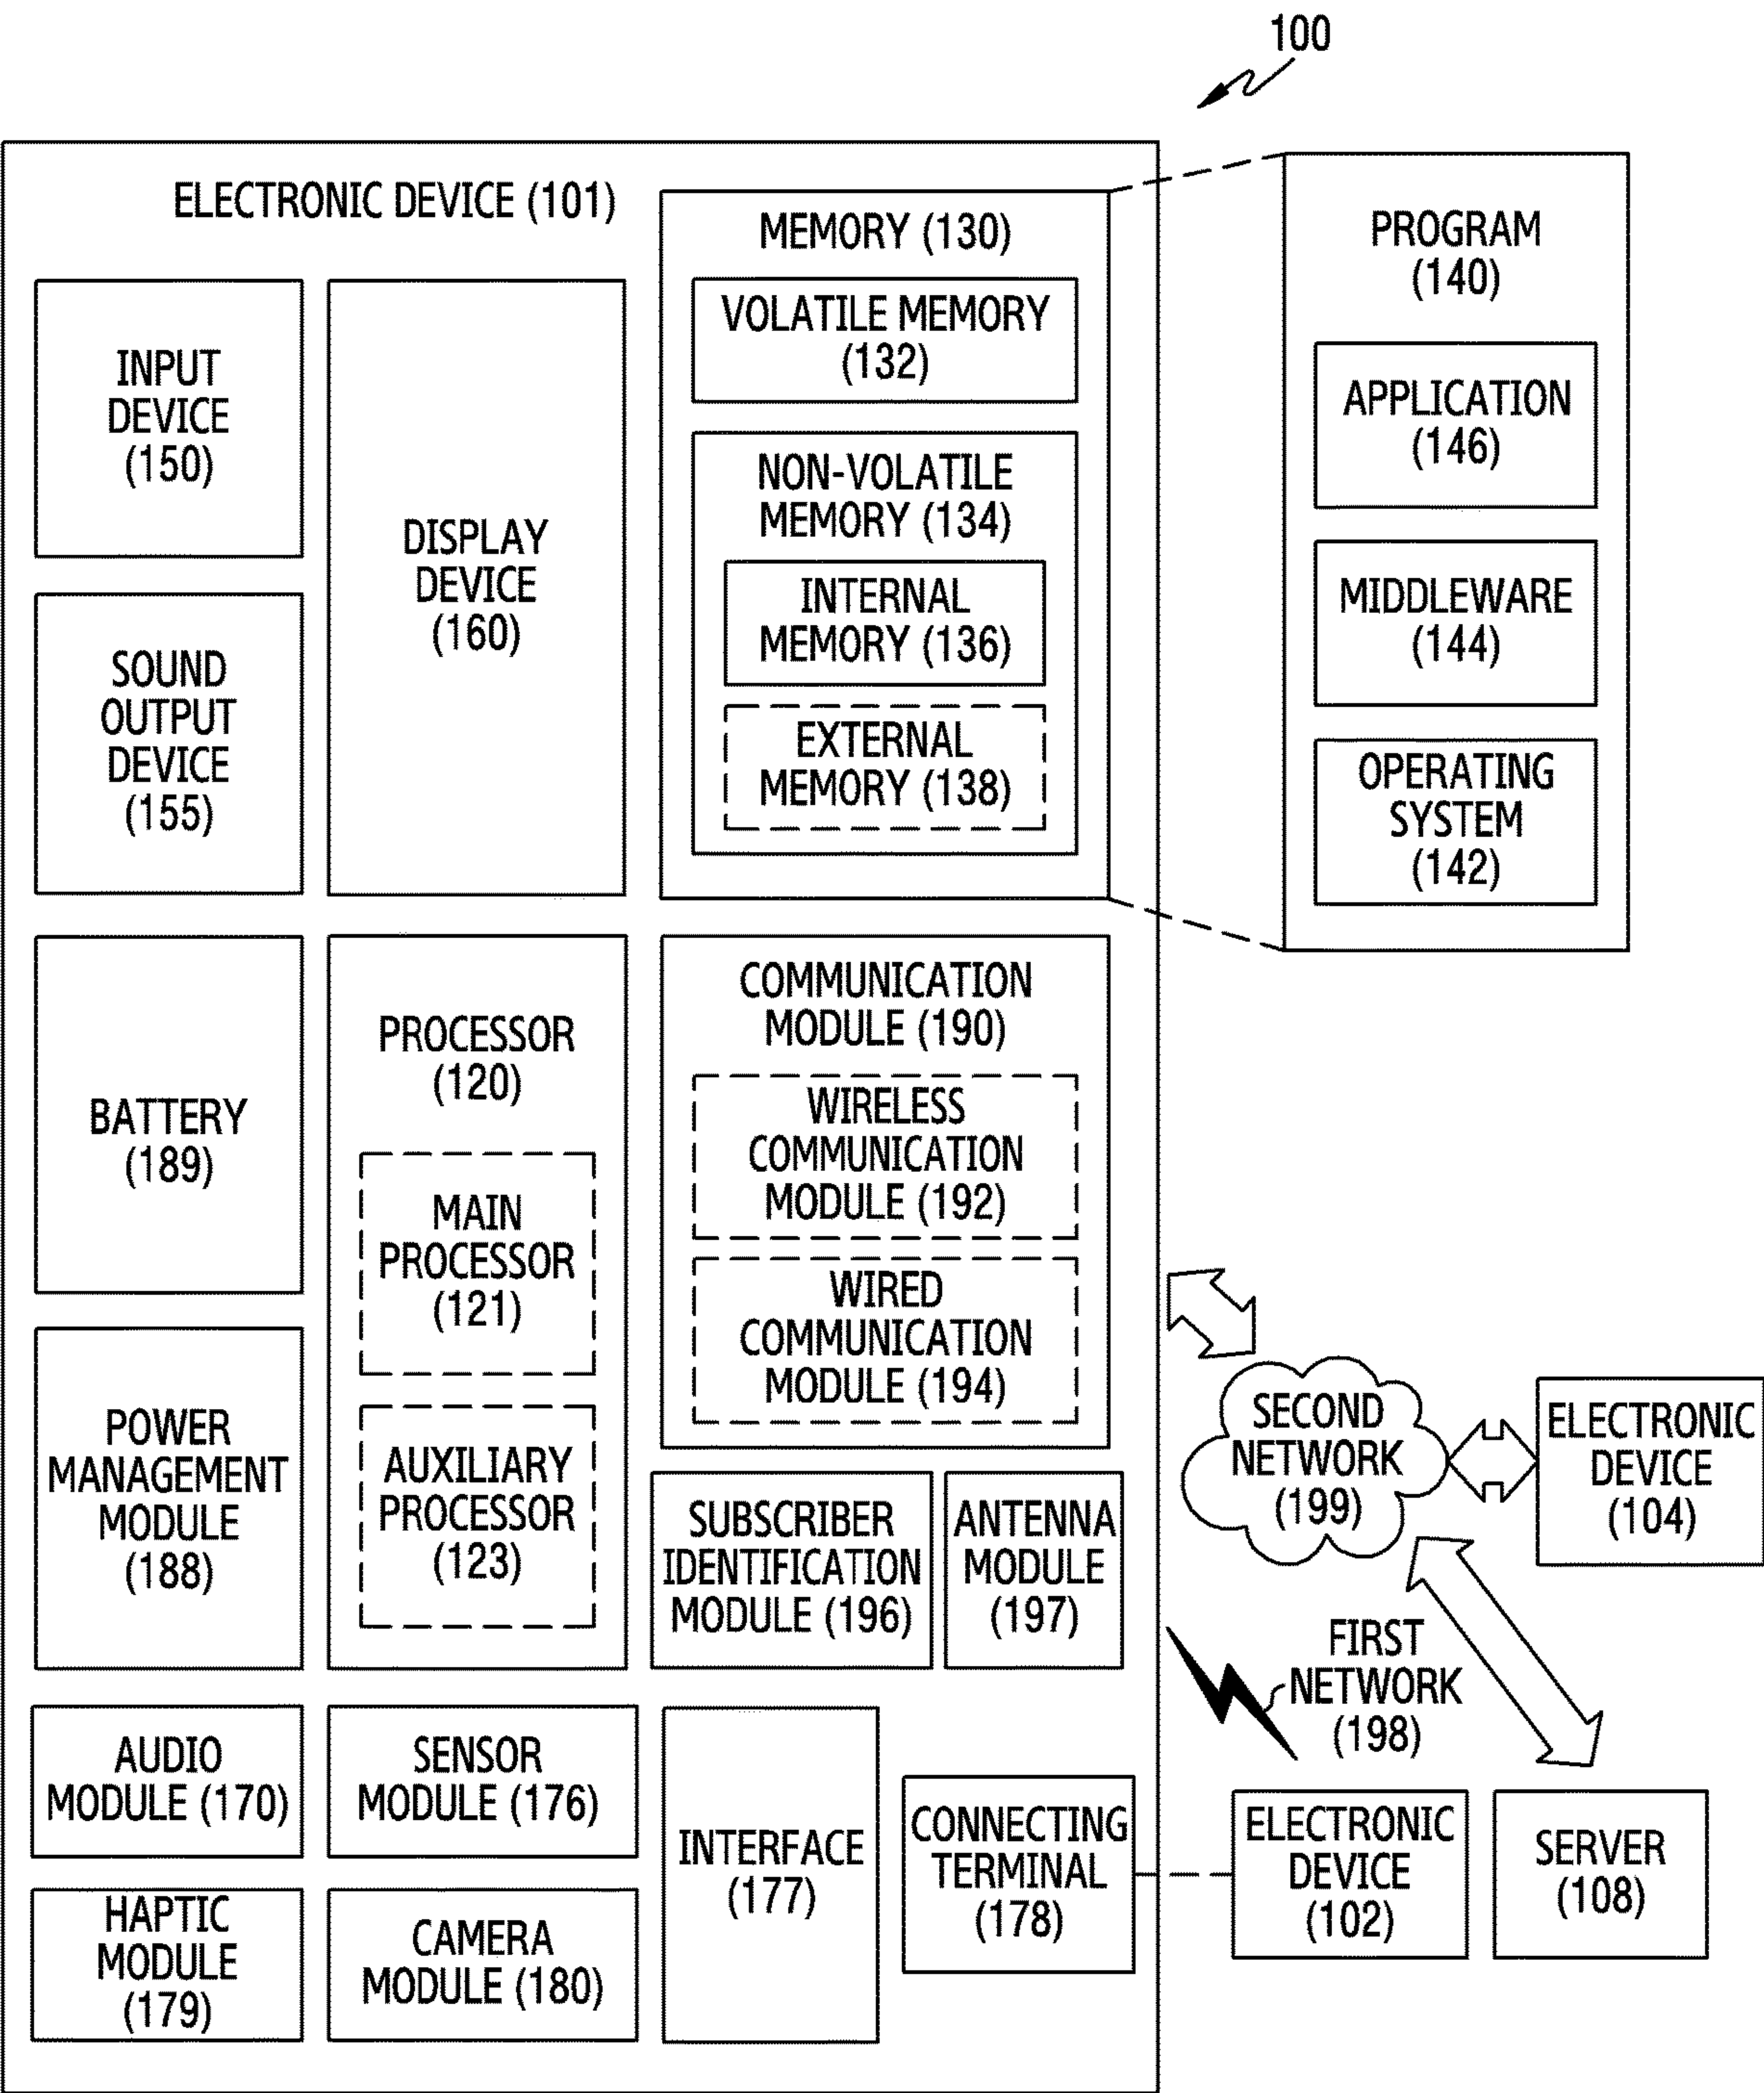 100
ELECTRONIC DEVICE (101)
INPUT
DEVICE
(150)
SOUND
OUTPUT
DEVICE
(155)
DISPLAY
DEVICE
(160)
MEMORY (130)
VOLATILE MEMORY
(132)
NON-VOLATILE
MEMORY (134)
INTERNAL
MEMORY (136)
EXTERNAL
MEMORY (138)
PROGRAM
(140)
APPLICATION
(146)
MIDDLEWARE
(144)
OPERATING
SYSTEM
(142)
BATTERY
(189)
POWER
MANAGEMENT
MODULE
(188)
PROCESSOR
(120)
MAIN
PROCESSOR
(121)
AUXILIARY
PROCESSOR
(123)
COMMUNICATION
MODULE (190)
WIRELESS
COMMUNICATION
MODULE (192)
WIRED
COMMUNICATION
MODULE (194)
SUBSCRIBER
IDENTIFICATION
MODULE (196)
ANTENNA
MODULE
(197)
SECOND
NETWORK
(199)
ELECTRONIC
DEVICE
(104)
FIRST
NETWORK
(198)
AUDIO
MODULE (170)
SENSOR
MODULE (176)
HAPTIC
MODULE
(179)
CAMERA
MODULE (180)
INTERFACE
(177)
CONNECTING
TERMINAL
(178)
ELECTRONIC
DEVICE
(102)
SERVER
(108)